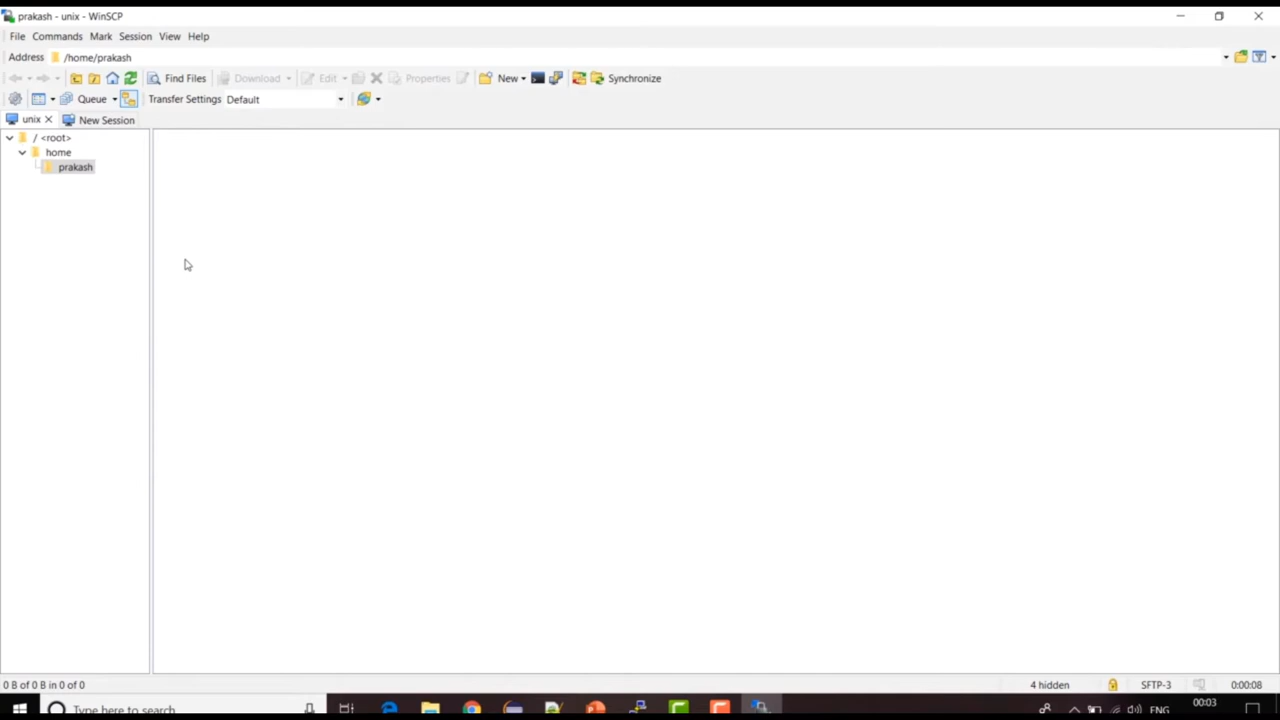 prakash - unix - WinSCP
File Commands Mark Session View Help
Address /home/prakash
Find Files Download Edit Properties New Synchronize
Queue Transfer Settings Default
unix New Session
/ <root>
home
prakash
0 B of 0 B in 0 of 0 4 hidden SFTP-3 0:00:08
Type here to search ENG 00:03